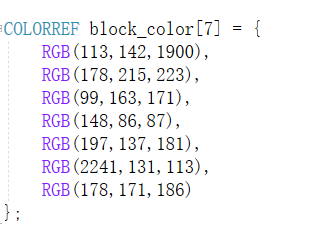 COLORREF block_color[7] = {
RGB(113,142,1900),
RGB(178,215,223),
RGB(99,163,171),
RGB(148,86,87),
RGB(197,137,181),
RGB(2241,131,113),
RGB(178,171,186)
};